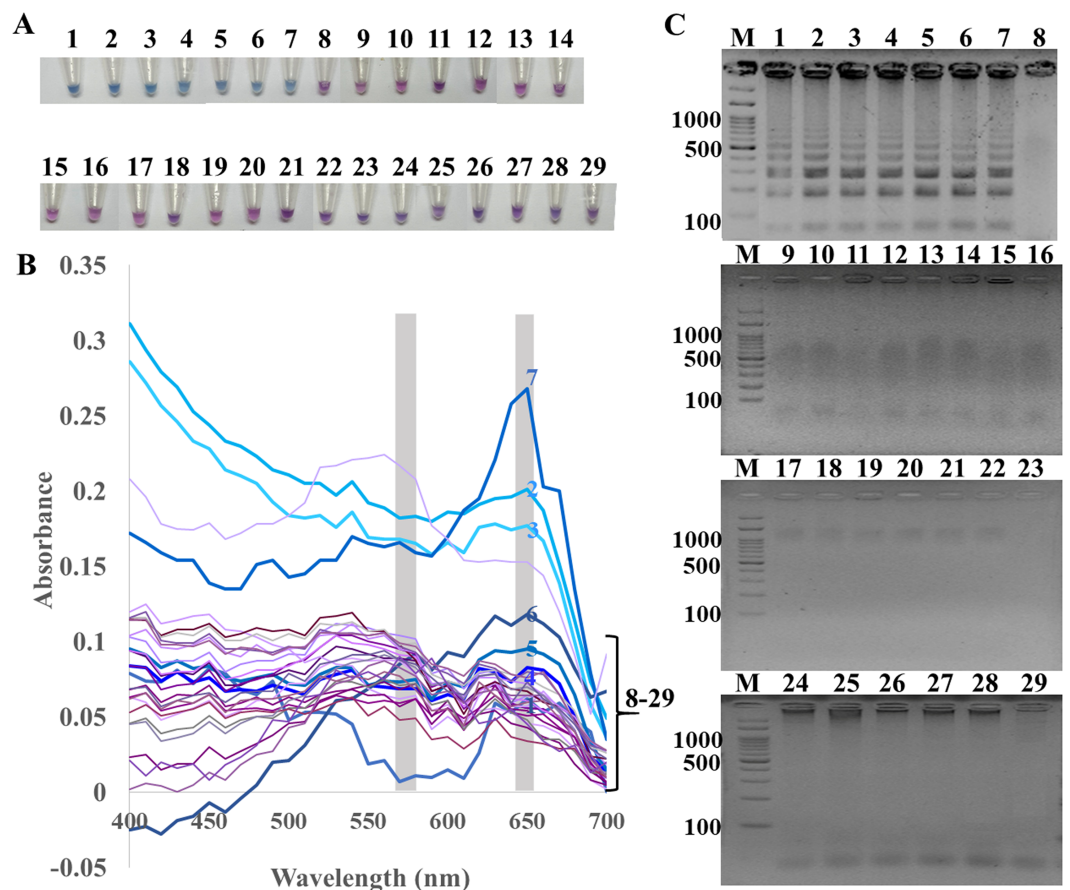 A
1 2 3 4 5 6 7 8 9 10 11 12 13 14
15 16 17 18 19 20 21 22 23 24 25 26 27 28 29
B
0.35
0.3
0.25
0.2
0.15
0.1
0.05
0
-0.05
Absorbance
7
2
3
6
5
4
1
8-29
400 450 500 550 600 650 700
Wavelength (nm)
C
M 1 2 3 4 5 6 7 8
1000
500
100
M 9 10 11 12 13 14 15 16
1000
500
100
M 17 18 19 20 21 22 23
1000
500
100
M 24 25 26 27 28 29
1000
500
100